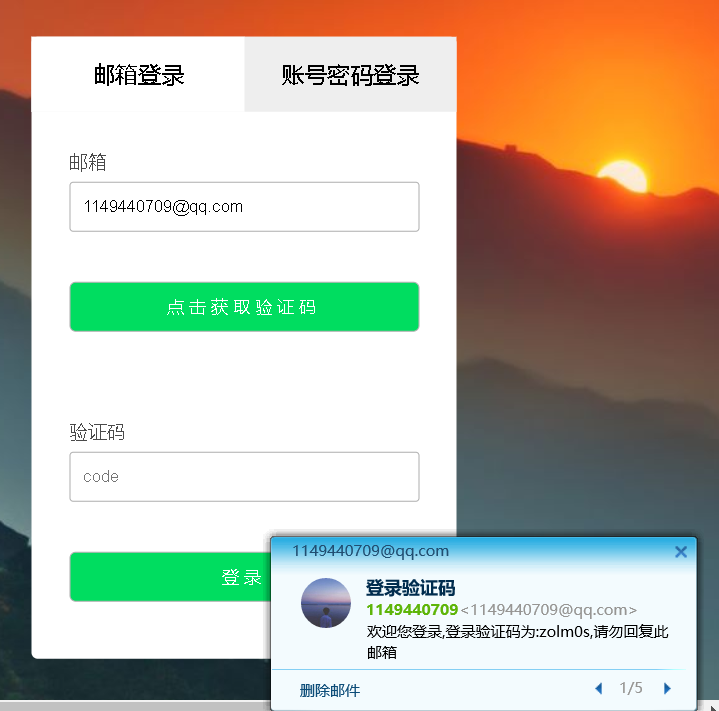 邮箱登录
账号密码登录
邮箱
1149440709@qq.com
点击获取验证码
验证码
code
登录
1149440709@qq.com
登录验证码
1149440709<1149440709@qq.com>
欢迎您登录,登录验证码为:zolm0s,请勿回复此
邮箱
删除邮件
1/5